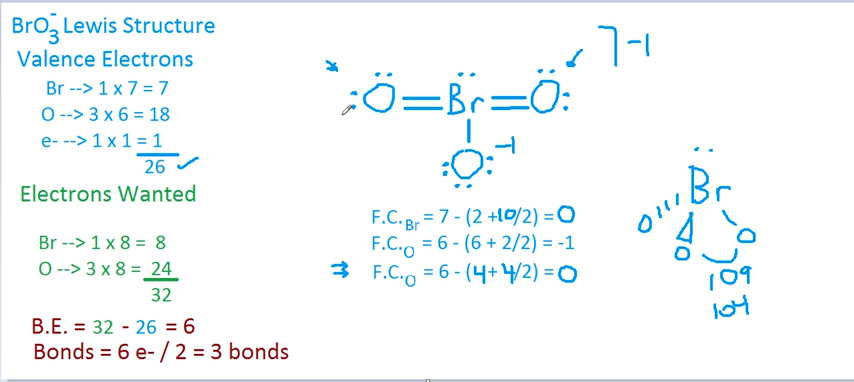 BrO3- Lewis Structure
Valence Electrons
Br --> 1 x 7 = 7
O --> 3 x 6 = 18
e- --> 1 x 1 = 1
26 ✓
Electrons Wanted
Br --> 1 x 8 = 8
O --> 3 x 8 = 24
32
B.E. = 32 - 26 = 6
Bonds = 6 e- / 2 = 3 bonds
7-1
:O=Br=O:
O: -1
F.C.Br = 7 - (2 +10/2) = 0
F.C.O = 6 - (6 + 2/2) = -1
⇒ F.C.O = 6 - (4+ 4/2) = 0
Br
O
O
O
109
104